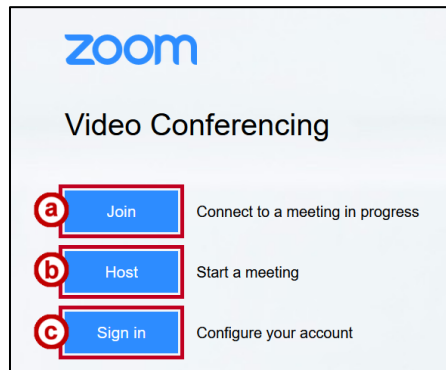 zoom
Video Conferencing
a Join Connect to a meeting in progress
b Host Start a meeting
c Sign in Configure your account